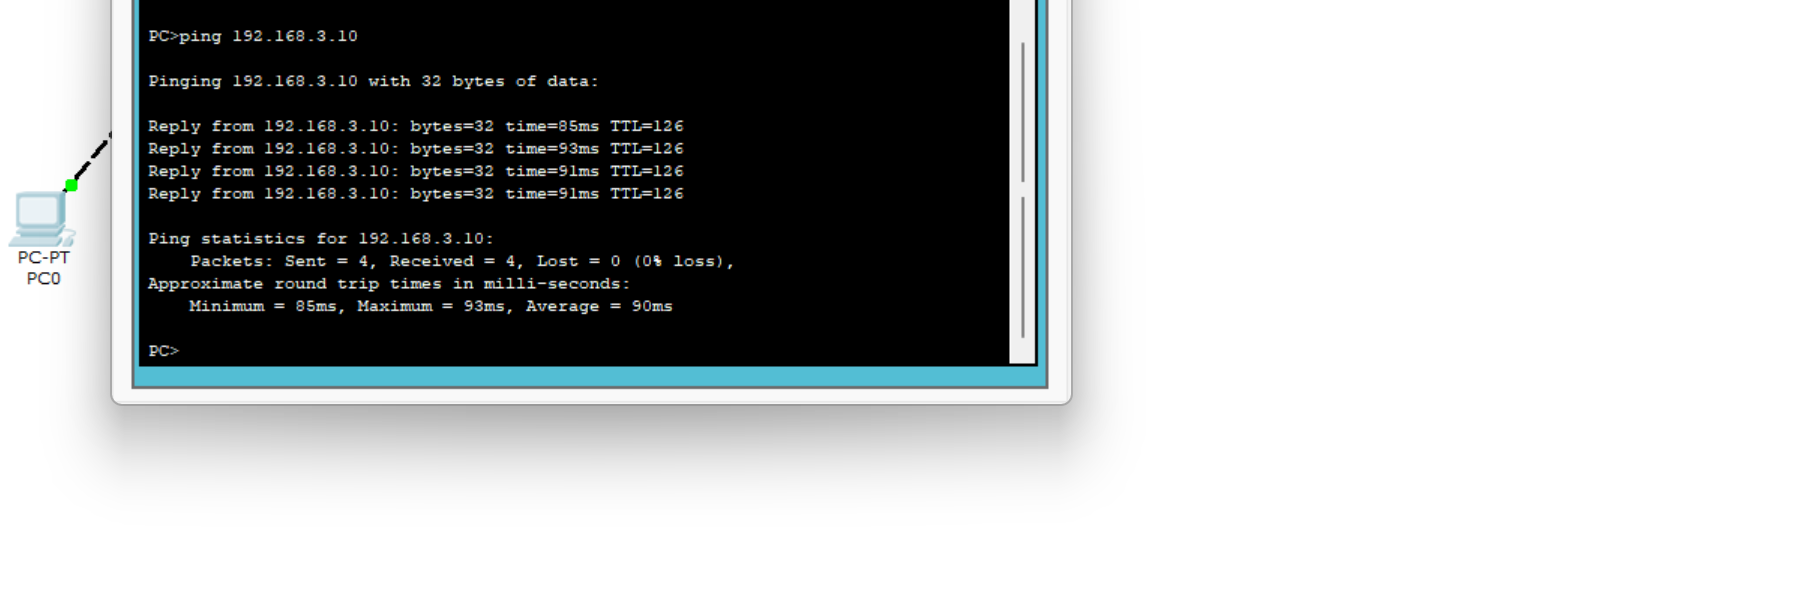 PC>ping 192.168.3.10
Pinging 192.168.3.10 with 32 bytes of data:
Reply from 192.168.3.10: bytes=32 time=85ms TTL=126
Reply from 192.168.3.10: bytes=32 time=93ms TTL=126
Reply from 192.168.3.10: bytes=32 time=91ms TTL=126
Reply from 192.168.3.10: bytes=32 time=91ms TTL=126
Ping statistics for 192.168.3.10:
    Packets: Sent = 4, Received = 4, Lost = 0 (0% loss),
Approximate round trip times in milli-seconds:
    Minimum = 85ms, Maximum = 93ms, Average = 90ms
PC>
PC-PT
PC0